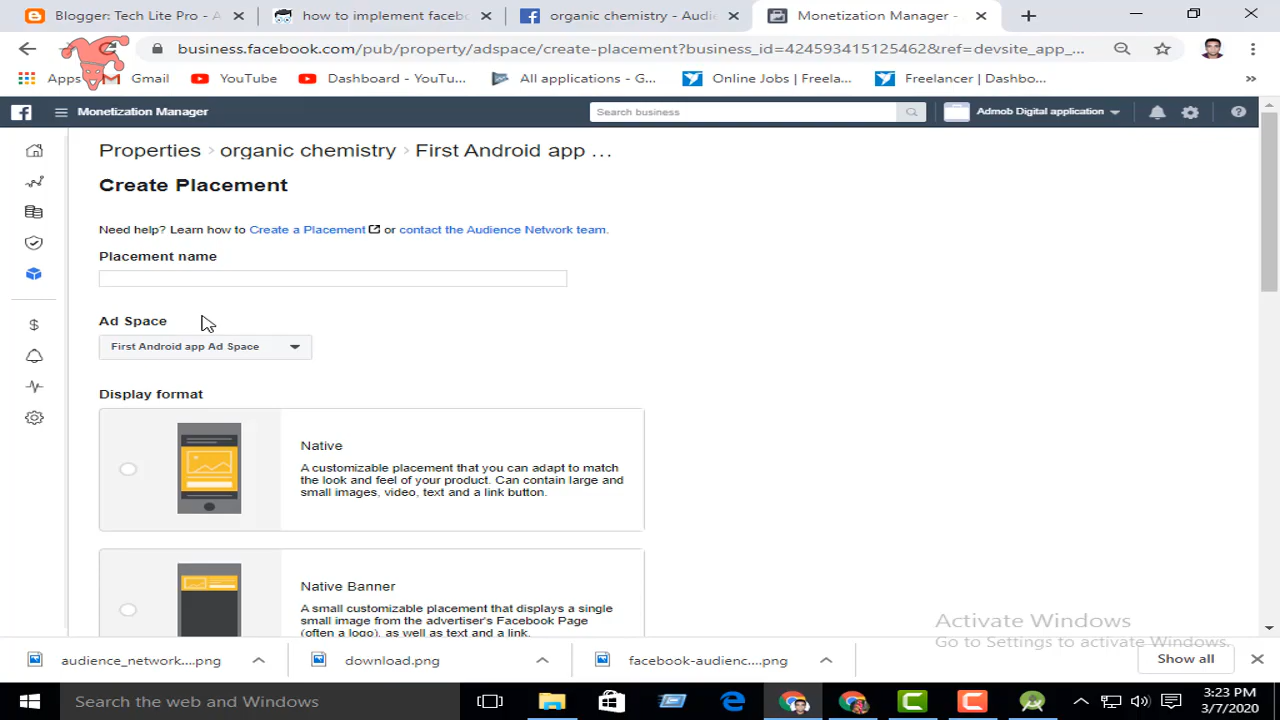 Blogger: Tech Lite Pro - A
how to implement faceb
organic chemistry - Audie
Monetization Manager -
business.facebook.com/pub/property/adspace/create-placement?business_id=424593415125462&ref=devsite_app_...
Apps
Gmail
YouTube
Dashboard - YouTu...
All applications - G...
Online Jobs | Freela...
Freelancer | Dashbo...
Monetization Manager
Search business
Admob Digital application
Properties › organic chemistry › First Android app ...
Create Placement
Need help? Learn how to Create a Placement or contact the Audience Network team.
Placement name
Ad Space
First Android app Ad Space
Display format
Native
A customizable placement that you can adapt to match
the look and feel of your product. Can contain large and
small images, video, text and a link button.
Native Banner
A small customizable placement that displays a single
small image from the advertiser's Facebook Page
(often a logo), as well as text and a link.
Activate Windows
Go to Settings to activate Windows.
audience_network....png
download.png
facebook-audienc....png
Show all
Search the web and Windows
3:23 PM
3/7/2020